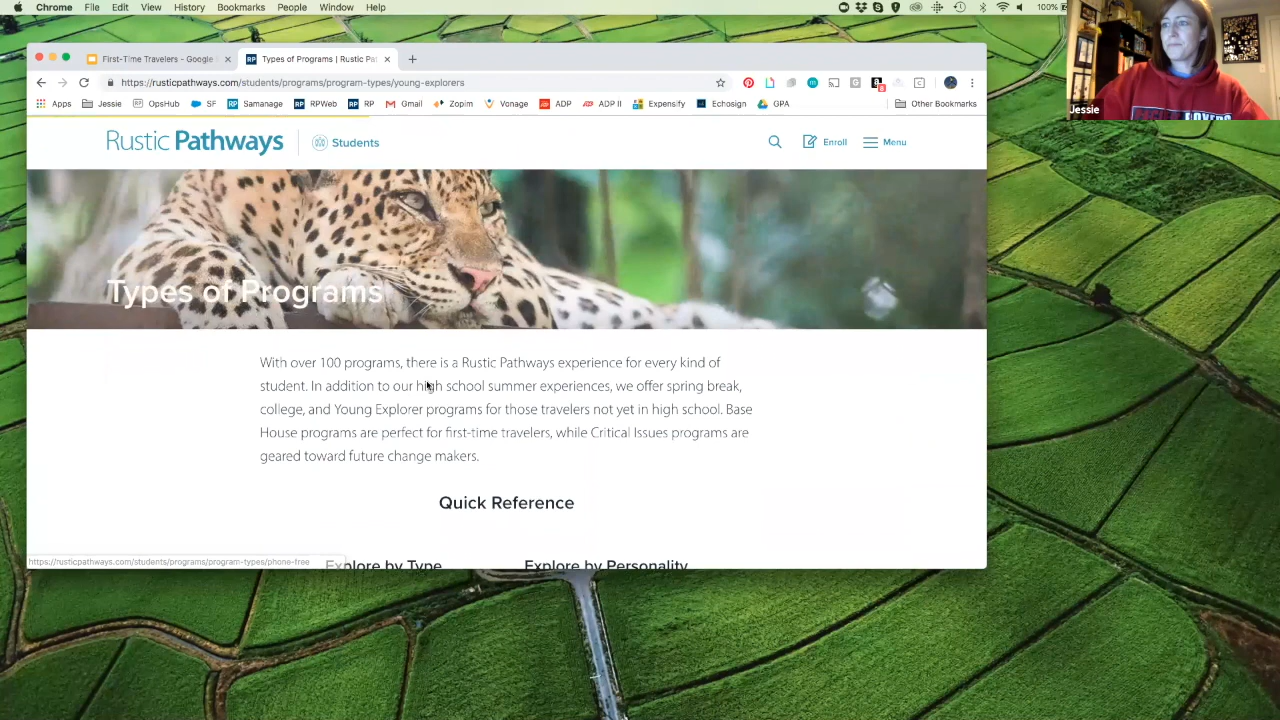 Chrome File Edit View History Bookmarks People Window Help 100%
First-Time Travelers - Google
Types of Programs | Rustic Pa
https://rusticpathways.com/students/programs/program-types/young-explorers
Apps Jessie OpsHub SF Samanage RPWeb RP Gmail Zopim Vonage ADP ADP II Expensify Echosign GPA Other Bookmarks
Rustic Pathways Students Enroll Menu
Types of Programs
With over 100 programs, there is a Rustic Pathways experience for every kind of
student. In addition to our high school summer experiences, we offer spring break,
college, and Young Explorer programs for those travelers not yet in high school. Base
House programs are perfect for first-time travelers, while Critical Issues programs are
geared toward future change makers.
Quick Reference
Explore by Type Explore by Personality
https://rusticpathways.com/students/programs/program-types/phone-free
Jessie